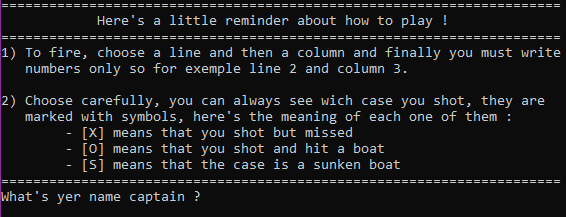 ================================================================
Here's a little reminder about how to play !
================================================================
1) To fire, choose a line and then a column and finally you must write
numbers only so for exemple line 2 and column 3.
2) Choose carefully, you can always see wich case you shot, they are
marked with symbols, here's the meaning of each one of them :
- [X] means that you shot but missed
- [O] means that you shot and hit a boat
- [S] means that the case is a sunken boat
================================================================
What's yer name captain ?